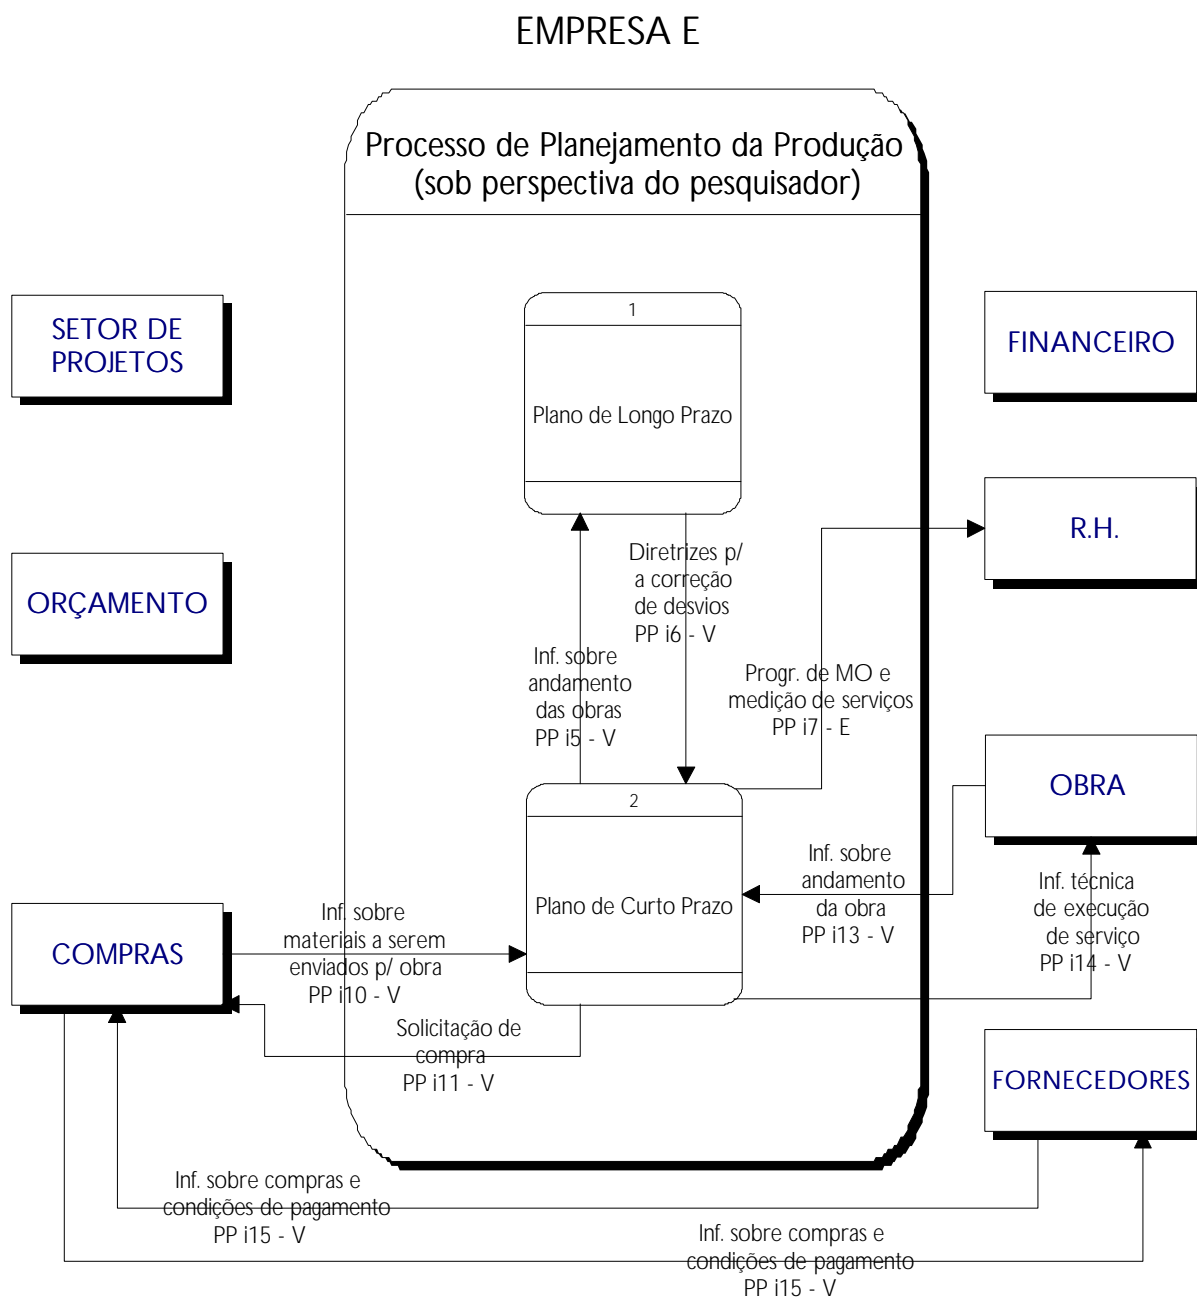 EMPRESA E
Processo de Planejamento da Produção
(sob perspectiva do pesquisador)
SETOR DE
PROJETOS
1
Plano de Longo Prazo
FINANCEIRO
R.H.
ORÇAMENTO
Diretrizes p/
a correção
de desvios
PP i6 - V
Inf. sobre
andamento
das obras
PP i5 - V
Progr. de MO e
medição de serviços
PP i7 - E
OBRA
2
Plano de Curto Prazo
Inf. sobre
andamento
da obra
PP i13 - V
Inf. técnica
de execução
de serviço
PP i14 - V
COMPRAS
Inf. sobre
materiais a serem
enviados p/ obra
PP i10 - V
Solicitação de
compra
PP i11 - V
FORNECEDORES
Inf. sobre compras e
condições de pagamento
PP i15 - V
Inf. sobre compras e
condições de pagamento
PP i15 - V